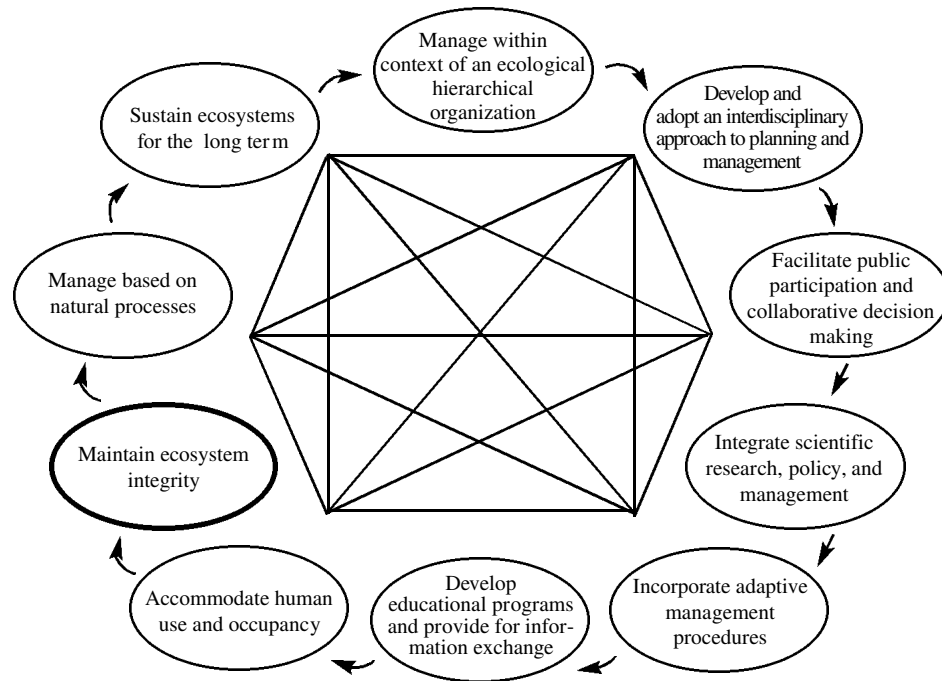 Manage within
context of an ecological
hierarchical
organization
Develop and
adopt an interdisciplinary
approach to planning and
management
Facilitate public
participation and
collaborative decision
making
Integrate scientific
research, policy, and
management
Incorporate adaptive
management
procedures
Develop
educational programs
and provide for infor-
mation exchange
Accommodate human
use and occupancy
Maintain ecosystem
integrity
Manage based on
natural processes
Sustain ecosystems
for the long term